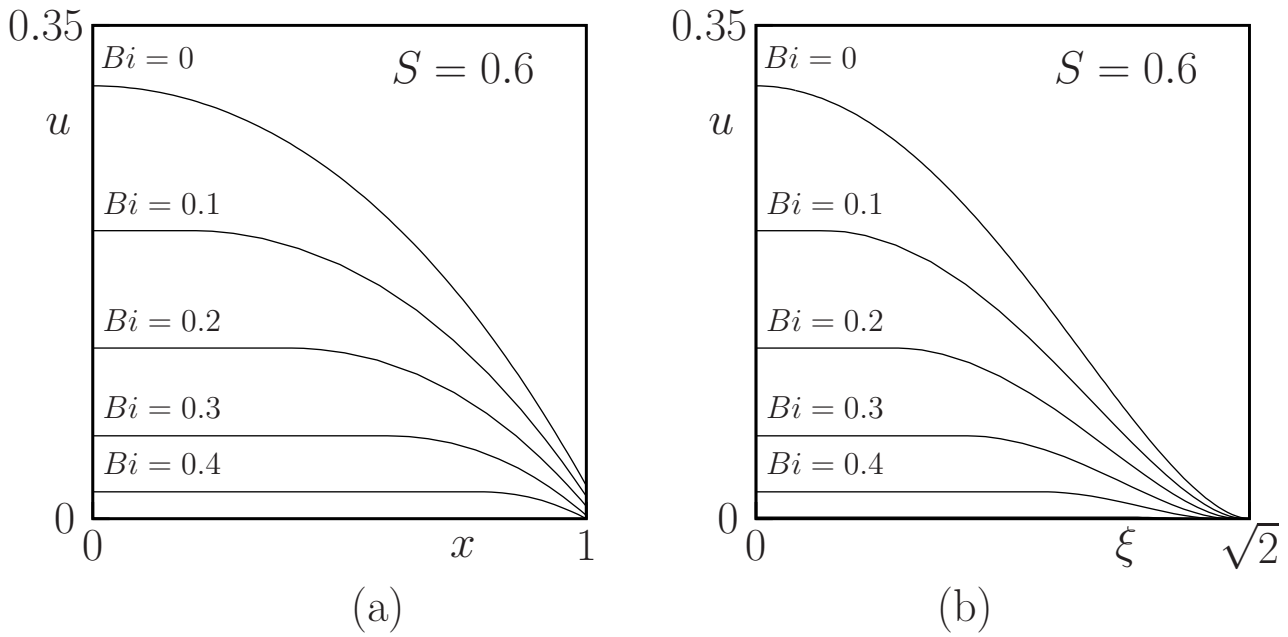 0.35
Bi = 0
S = 0.6
u
Bi = 0.1
Bi = 0.2
Bi = 0.3
Bi = 0.4
0
0
x
1
(a)
0.35
Bi = 0
S = 0.6
u
Bi = 0.1
Bi = 0.2
Bi = 0.3
Bi = 0.4
0
0
ξ
√2
(b)